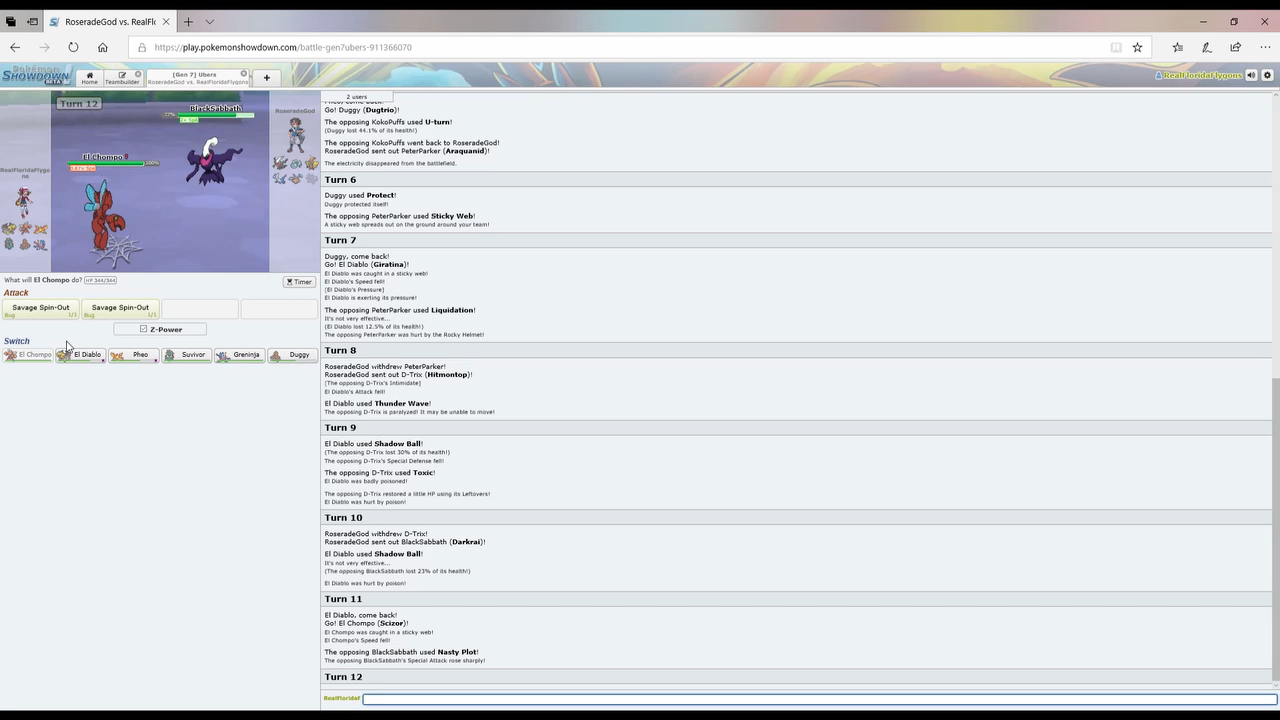 RoseradeGod vs. RealFlo
https://play.pokemonshowdown.com/battle-gen7ubers-911366070
Pokémon
SHOWDOWN
BETA
Home
Teambuilder
[Gen 7] Ubers
RoseradeGod vs. RealFloridaFlygons
RealFloridaFlygons
2 users
Turn 12
BlackSabbath
El Chompo
100%
RoseradeGod
RealFloridaFlygo
ns
Go! Duggy (Dugtrio)!
The opposing KokoPuffs used U-turn!
(Duggy lost 44.1% of its health!)
The opposing KokoPuffs went back to RoseradeGod!
RoseradeGod sent out PeterParker (Araquanid)!
The electricity disappeared from the battlefield.
Turn 6
Duggy used Protect!
Duggy protected itself!
The opposing PeterParker used Sticky Web!
A sticky web spreads out on the ground around your team!
Turn 7
Duggy, come back!
Go! El Diablo (Giratina)!
El Diablo was caught in a sticky web!
El Diablo's Speed fell!
[El Diablo's Pressure]
El Diablo is exerting its pressure!
The opposing PeterParker used Liquidation!
It's not very effective...
(El Diablo lost 12.5% of its health!)
The opposing PeterParker was hurt by the Rocky Helmet!
Turn 8
RoseradeGod withdrew PeterParker!
RoseradeGod sent out D-Trix (Hitmontop)!
[The opposing D-Trix's Intimidate]
El Diablo's Attack fell!
El Diablo used Thunder Wave!
The opposing D-Trix is paralyzed! It may be unable to move!
Turn 9
El Diablo used Shadow Ball!
(The opposing D-Trix lost 30% of its health!)
The opposing D-Trix's Special Defense fell!
The opposing D-Trix used Toxic!
El Diablo was badly poisoned!
The opposing D-Trix restored a little HP using its Leftovers!
El Diablo was hurt by poison!
Turn 10
RoseradeGod withdrew D-Trix!
RoseradeGod sent out BlackSabbath (Darkrai)!
El Diablo used Shadow Ball!
It's not very effective...
(The opposing BlackSabbath lost 23% of its health!)
El Diablo was hurt by poison!
Turn 11
El Diablo, come back!
Go! El Chompo (Scizor)!
El Chompo was caught in a sticky web!
El Chompo's Speed fell!
The opposing BlackSabbath used Nasty Plot!
The opposing BlackSabbath's Special Attack rose sharply!
Turn 12
What will El Chompo do? HP 344/344
Timer
Attack
Savage Spin-Out
Bug 1/1
Savage Spin-Out
Bug 1/1
Z-Power
Switch
El Chompo
El Diablo
Pheo
Suvivor
Greninja
Duggy
RealFloridaF